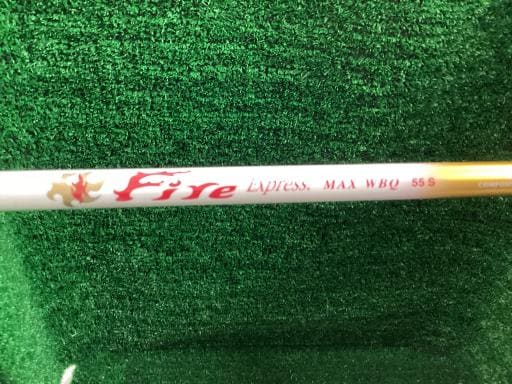 Fire Express. MAX WBQ 55 S